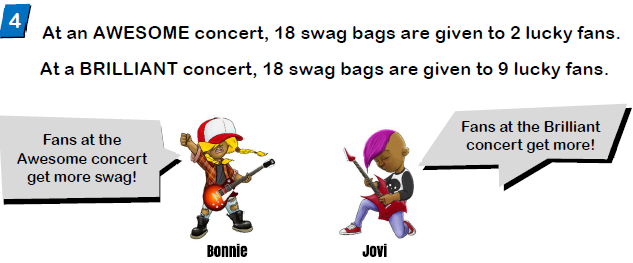 4
At an AWESOME concert, 18 swag bags are given to 2 lucky fans.
At a BRILLIANT concert, 18 swag bags are given to 9 lucky fans.
Fans at the
Awesome concert
get more swag!
Fans at the Brilliant
concert get more!
Bonnie
Jovi